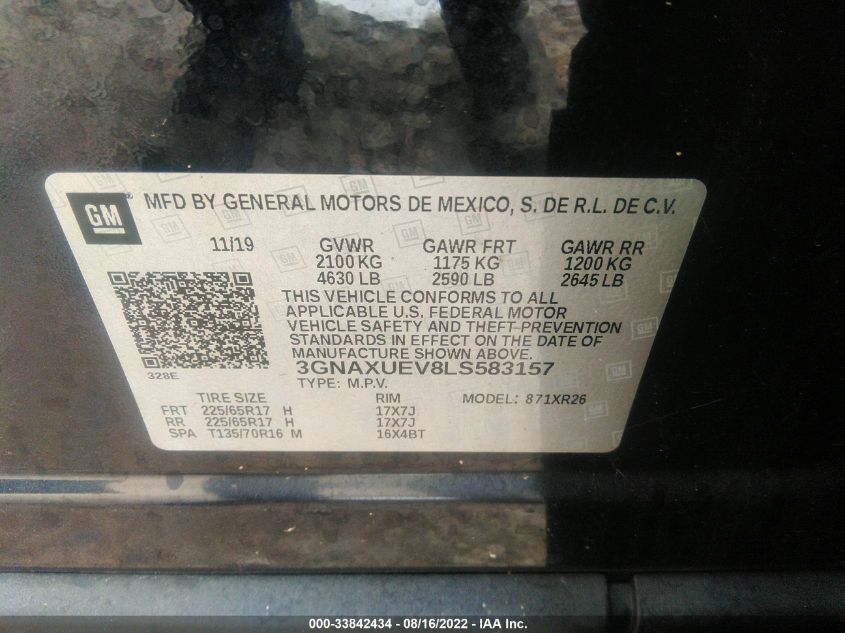 GM
MFD BY GENERAL MOTORS DE MEXICO, S. DE R.L. DE C.V.
11/19 GVWR GAWR FRT GAWR RR
2100 KG 1175 KG 1200 KG
4630 LB 2590 LB 2645 LB
THIS VEHICLE CONFORMS TO ALL
APPLICABLE U.S. FEDERAL MOTOR
VEHICLE SAFETY AND THEFT-PREVENTION
STANDARDS IN EFFECT ON THE DATE OF
MANUFACTURE SHOWN ABOVE.
3GNAXUEV8LS583157
328E TYPE: M.P.V.
TIRE SIZE RIM MODEL: 871XR26
FRT 225/65R17 H 17X7J
RR 225/65R17 H 17X7J
SPA T135/70R16 M 16X4BT
000-33842434 - 08/16/2022 - IAA Inc.